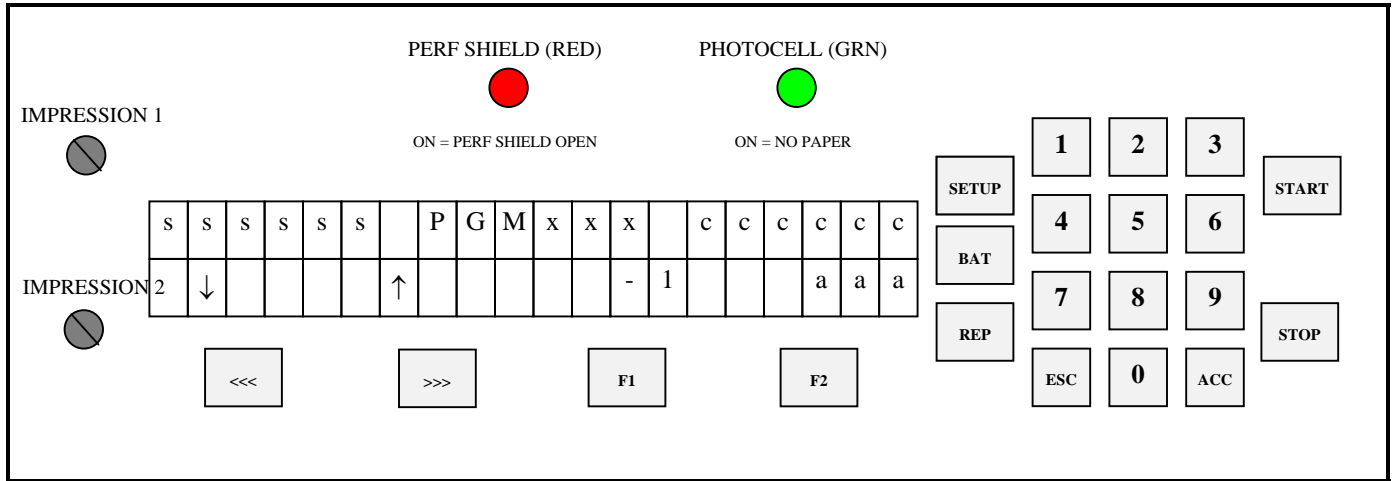 PERF SHIELD (RED) PHOTOCELL (GRN)
IMPRESSION 1
ON = PERF SHIELD OPEN ON = NO PAPER
1 2 3
SETUP START
s s s s s s P G M x x x c c c c c c
4 5 6
BAT
IMPRESSION 2 ↓ ↑ - 1 a a a
7 8 9
REP STOP
<<< >>> F1 F2 ESC 0 ACC